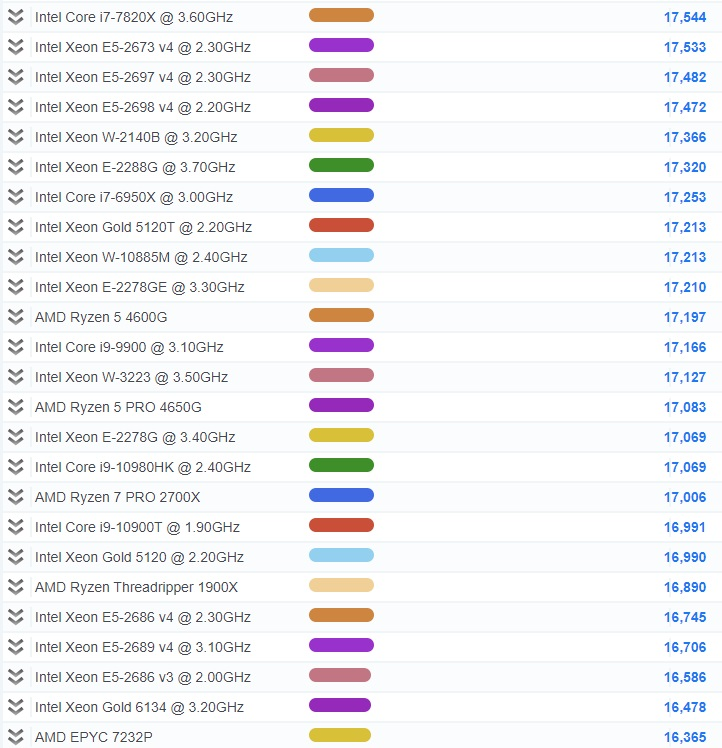 Intel Core i7-7820X @ 3.60GHz 17,544
Intel Xeon E5-2673 v4 @ 2.30GHz 17,533
Intel Xeon E5-2697 v4 @ 2.30GHz 17,482
Intel Xeon E5-2698 v4 @ 2.20GHz 17,472
Intel Xeon W-2140B @ 3.20GHz 17,366
Intel Xeon E-2288G @ 3.70GHz 17,320
Intel Core i7-6950X @ 3.00GHz 17,253
Intel Xeon Gold 5120T @ 2.20GHz 17,213
Intel Xeon W-10885M @ 2.40GHz 17,213
Intel Xeon E-2278GE @ 3.30GHz 17,210
AMD Ryzen 5 4600G 17,197
Intel Core i9-9900 @ 3.10GHz 17,166
Intel Xeon W-3223 @ 3.50GHz 17,127
AMD Ryzen 5 PRO 4650G 17,083
Intel Xeon E-2278G @ 3.40GHz 17,069
Intel Core i9-10980HK @ 2.40GHz 17,069
AMD Ryzen 7 PRO 2700X 17,006
Intel Core i9-10900T @ 1.90GHz 16,991
Intel Xeon Gold 5120 @ 2.20GHz 16,990
AMD Ryzen Threadripper 1900X 16,890
Intel Xeon E5-2686 v4 @ 2.30GHz 16,745
Intel Xeon E5-2689 v4 @ 3.10GHz 16,706
Intel Xeon E5-2686 v3 @ 2.00GHz 16,586
Intel Xeon Gold 6134 @ 3.20GHz 16,478
AMD EPYC 7232P 16,365